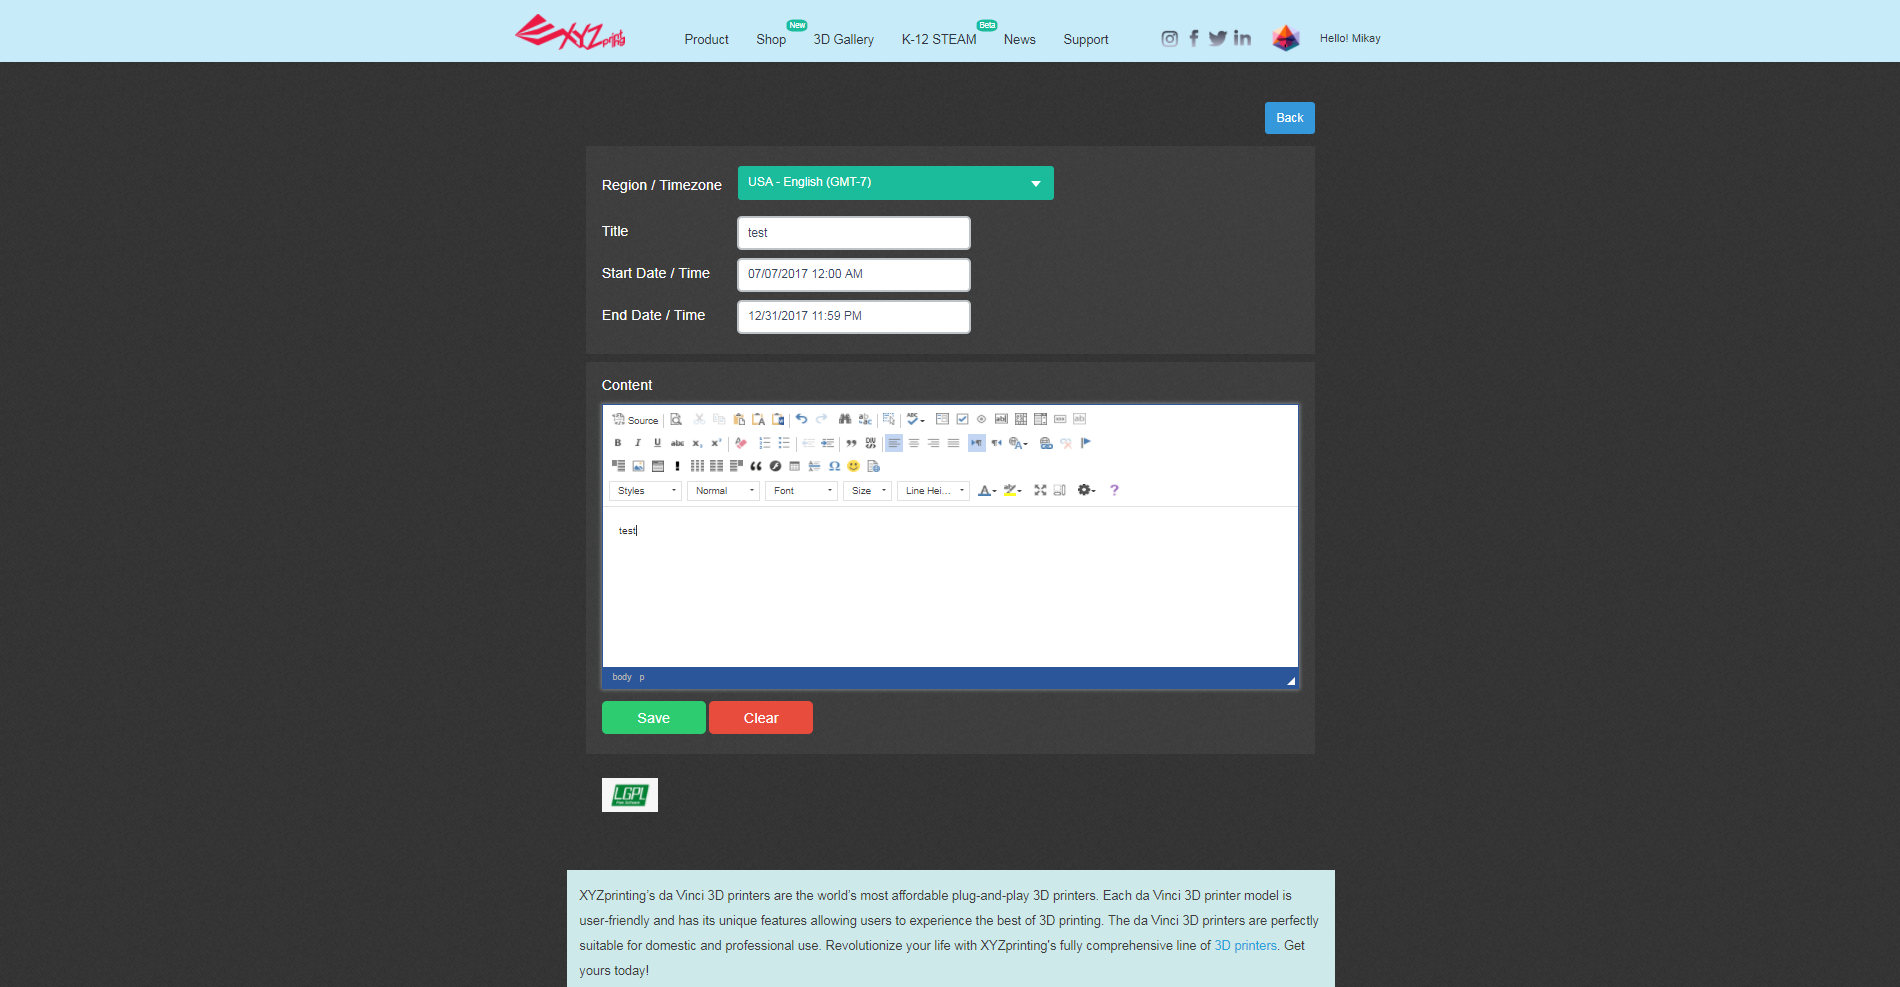 XYZprinting
Product
Shop
New
3D Gallery
K-12 STEAM
Beta
News
Support
Hello! Mikay
Back
Region / Timezone
USA - English (GMT-7)
Title
test
Start Date / Time
07/07/2017 12:00 AM
End Date / Time
12/31/2017 11:59 PM
Content
Source
Styles
Normal
Font
Size
Line Hei...
test
body p
Save
Clear
LGPL
Free Software
XYZprinting's da Vinci 3D printers are the world's most affordable plug-and-play 3D printers. Each da Vinci 3D printer model is
user-friendly and has its unique features allowing users to experience the best of 3D printing. The da Vinci 3D printers are perfectly
suitable for domestic and professional use. Revolutionize your life with XYZprinting's fully comprehensive line of 3D printers. Get
yours today!